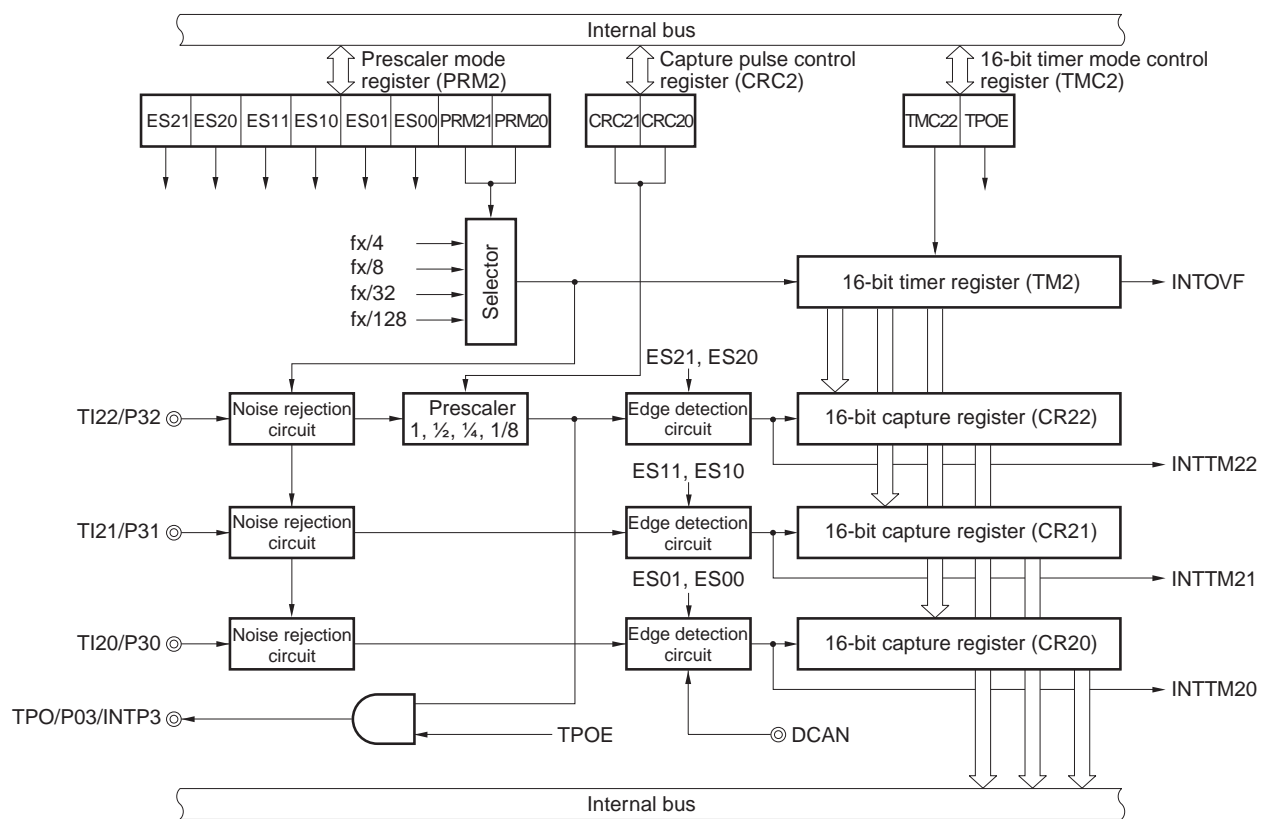 Internal bus
Prescaler mode
register (PRM2)
Capture pulse control
register (CRC2)
16-bit timer mode control
register (TMC2)
ES21 ES20 ES11 ES10 ES01 ES00 PRM21 PRM20
CRC21 CRC20
TMC22 TPOE
fx/4
fx/8
fx/32
fx/128
Selector
16-bit timer register (TM2)
INTOVF
ES21, ES20
TI22/P32
Noise rejection
circuit
Prescaler
1, ½, ¼, 1/8
Edge detection
circuit
16-bit capture register (CR22)
INTTM22
ES11, ES10
TI21/P31
Noise rejection
circuit
Edge detection
circuit
16-bit capture register (CR21)
INTTM21
ES01, ES00
TI20/P30
Noise rejection
circuit
Edge detection
circuit
16-bit capture register (CR20)
INTTM20
TPO/P03/INTP3
TPOE
DCAN
Internal bus